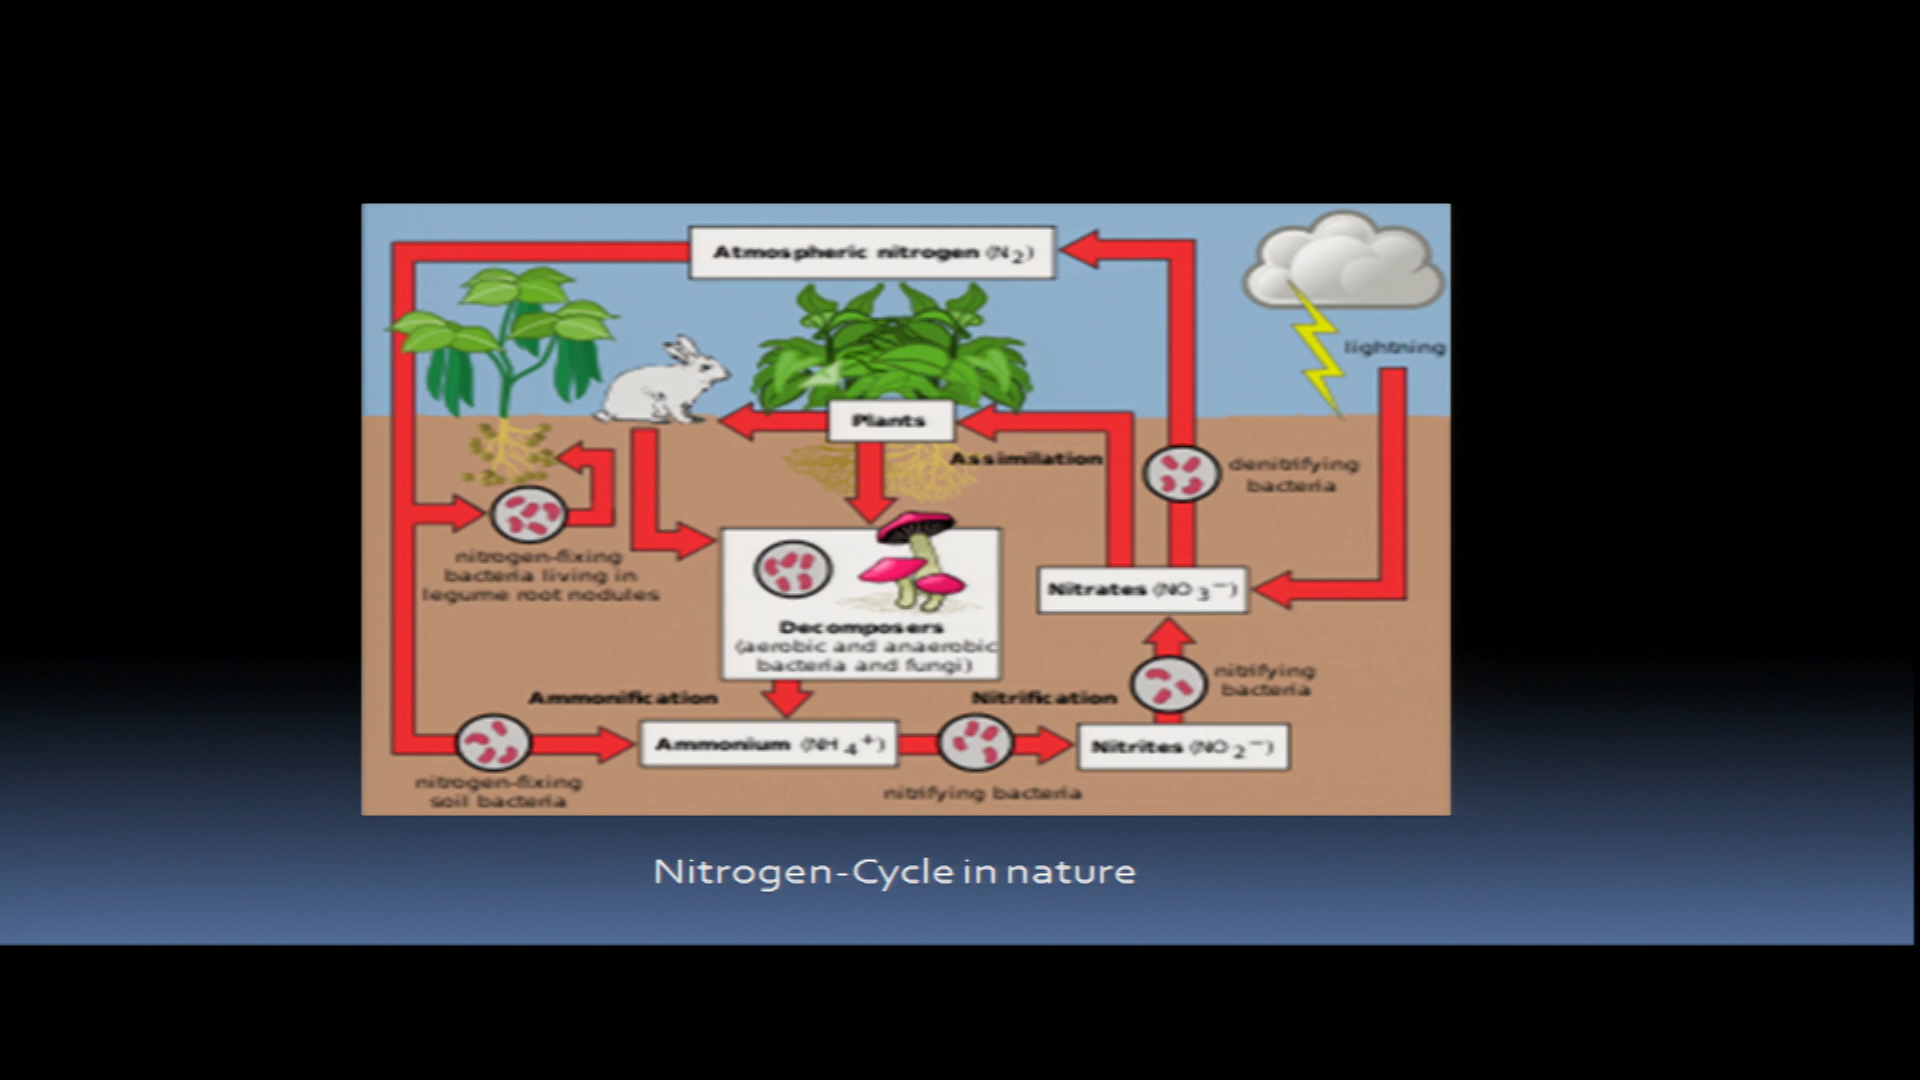 Atmospheric nitrogen (N2)
lightning
Plants
Assimilation
denitrifying
bacteria
nitrogen-fixing
bacteria living in
legume root nodules
Nitrates (NO3−)
Decomposers
(aerobic and anaerobic
bacteria and fungi)
nitrifying
bacteria
Ammonification
Nitrification
Ammonium (NH4+)
Nitrites (NO2−)
nitrogen-fixing
soil bacteria
nitrifying bacteria
Nitrogen-Cycle in nature